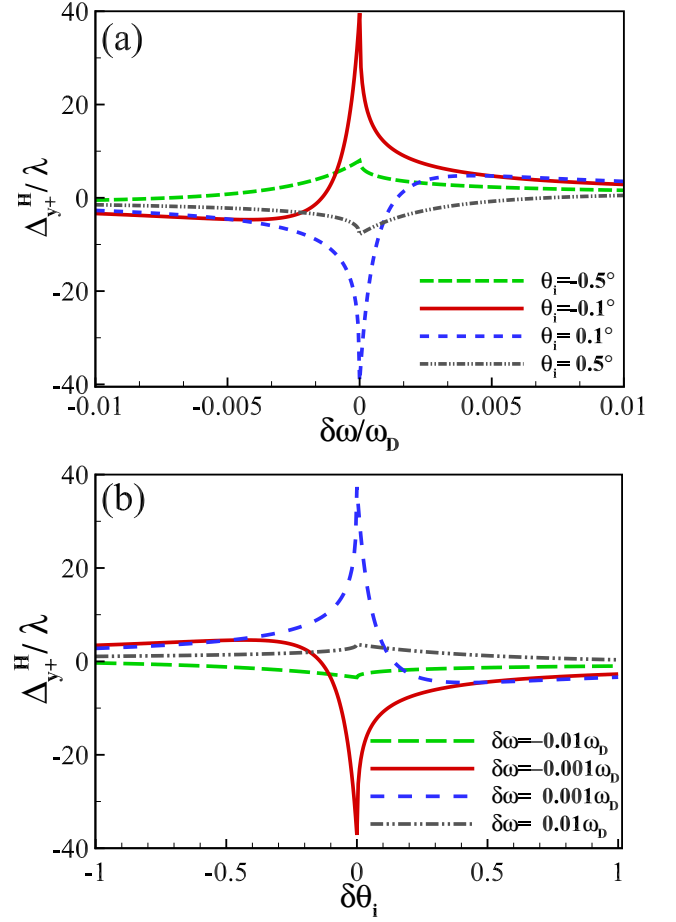 (a)
Δ^H_y+ / λ
40
20
0
-20
-40
θi=-0.5°
θi=-0.1°
θi= 0.1°
θi= 0.5°
-0.01 -0.005 0 0.005 0.01
δω/ωD
(b)
Δ^H_y+ / λ
40
20
0
-20
-40
δω=−0.01ωD
δω=−0.001ωD
δω= 0.001ωD
δω= 0.01ωD
-1 -0.5 0 0.5 1
δθi